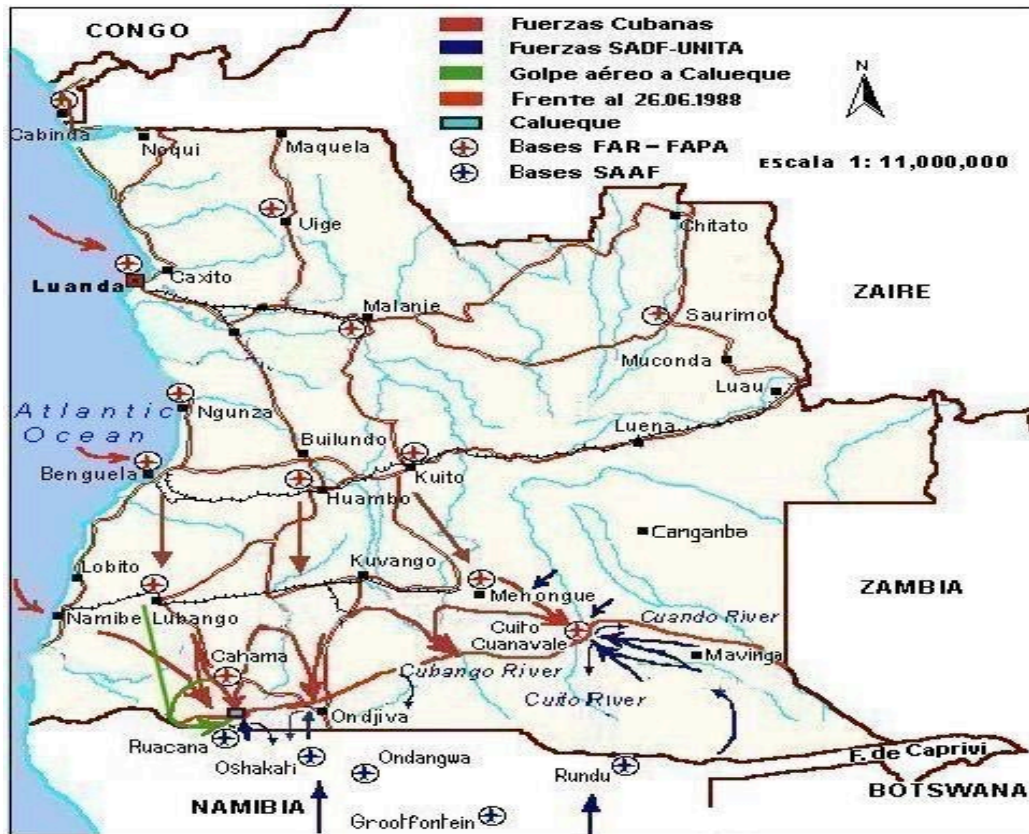 CONGO
Fuerzas Cubanas
Fuerzas SADF-UNITA
Golpe aéreo a Calueque
Frente al 26.06.1988
Calueque
Bases FAR-FAPA
Bases SAAF
N
Escala 1: 11,000,000
Cabinda
Noqui
Maquela
Uige
Chitato
Luanda
Caxito
Malanje
ZAIRE
Saurimo
Muconda
Luau
Atlantic
Ocean
Ngunza
Builundo
Luena
Benguela
Kuito
Huambo
Canganba
Lobito
Kuvango
Menongue
ZAMBIA
Namibe
Lubango
Cuito
Cuanavale
Cuando River
Cahama
Cubango River
Mavinga
Cuito River
Ondjiva
Ruacana
Oshakati
Ondangwa
Rundu
F. de Caprivi
BOTSWANA
NAMIBIA
Grootfontein